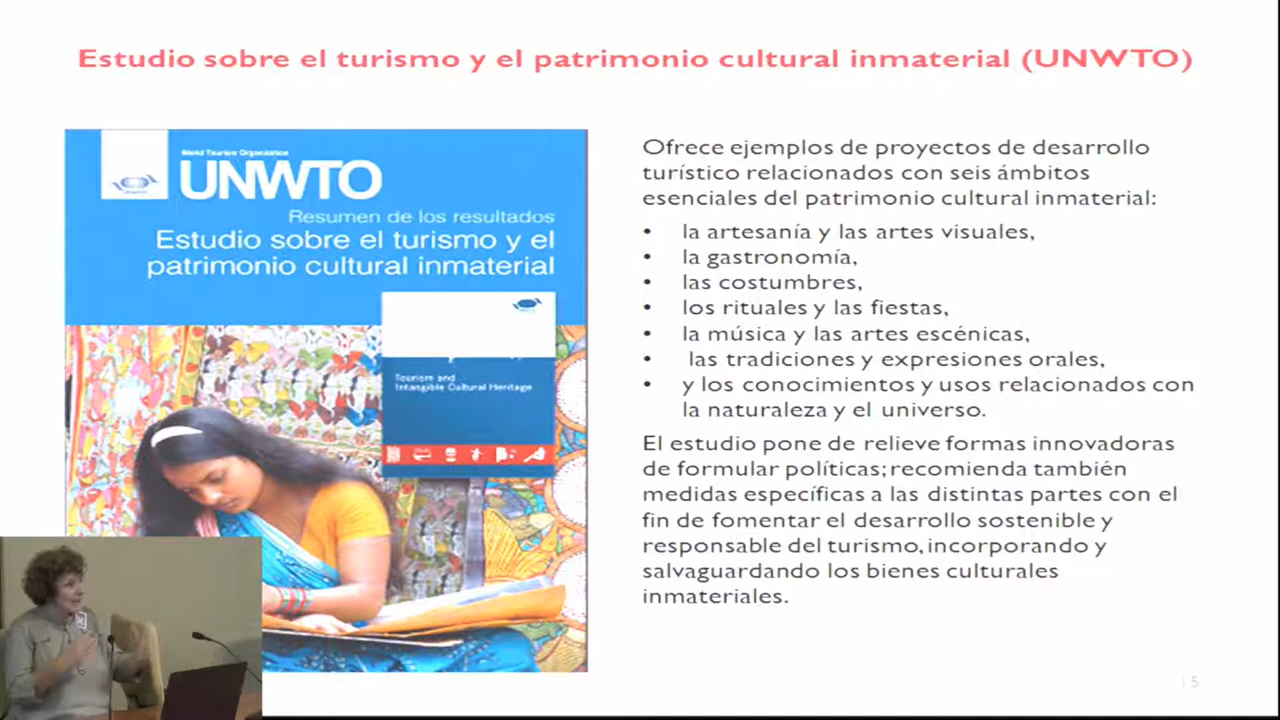 Estudio sobre el turismo y el patrimonio cultural inmaterial (UNWTO)
World Tourism Organization
UNWTO
Resumen de los resultados
Estudio sobre el turismo y el
patrimonio cultural inmaterial
Tourism and
Intangible Cultural Heritage
Ofrece ejemplos de proyectos de desarrollo
turístico relacionados con seis ámbitos
esenciales del patrimonio cultural inmaterial:
• la artesanía y las artes visuales,
• la gastronomía,
• las costumbres,
• los rituales y las fiestas,
• la música y las artes escénicas,
• las tradiciones y expresiones orales,
• y los conocimientos y usos relacionados con
la naturaleza y el universo.
El estudio pone de relieve formas innovadoras
de formular políticas; recomienda también
medidas específicas a las distintas partes con el
fin de fomentar el desarrollo sostenible y
responsable del turismo, incorporando y
salvaguardando los bienes culturales
inmateriales.
15